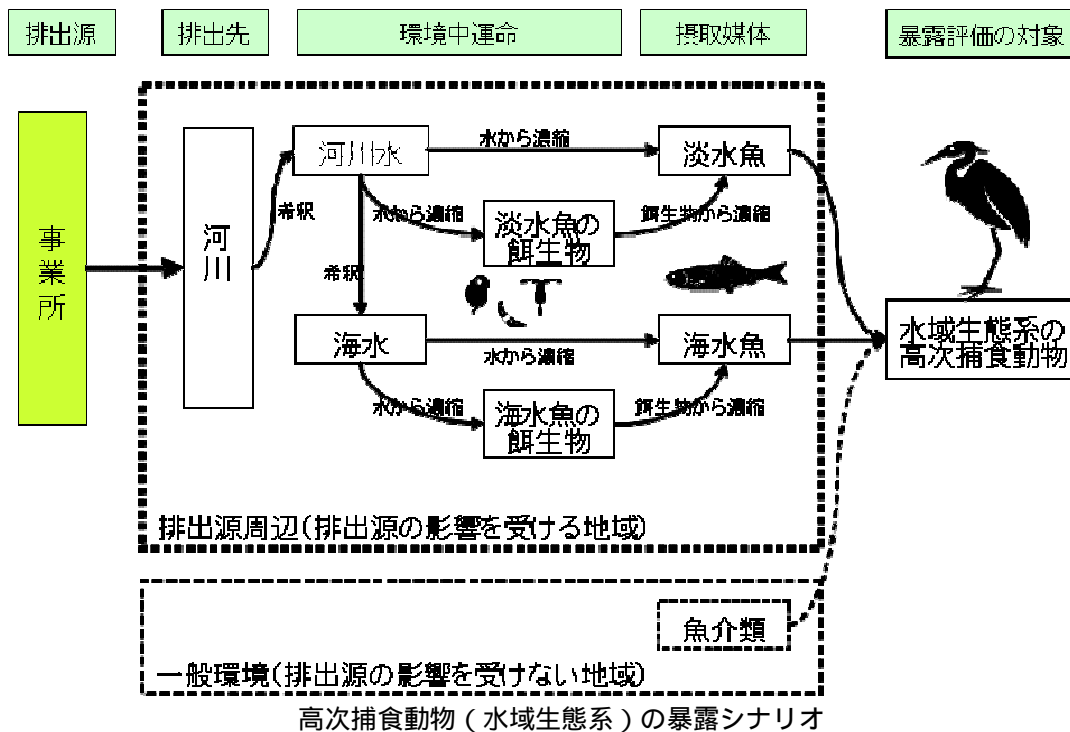 排出源
排出先
環境中運命
摂取媒体
暴露評価の対象
事業所
河川
河川水
水から濃縮
淡水魚
希釈
水から濃縮
淡水魚の
餌生物
餌生物から濃縮
希釈
海水
水から濃縮
海水魚
水域生態系の
高次捕食動物
水から濃縮
海水魚の
餌生物
餌生物から濃縮
排出源周辺(排出源の影響を受ける地域)
魚介類
一般環境(排出源の影響を受けない地域)
高次捕食動物(水域生態系)の暴露シナリオ